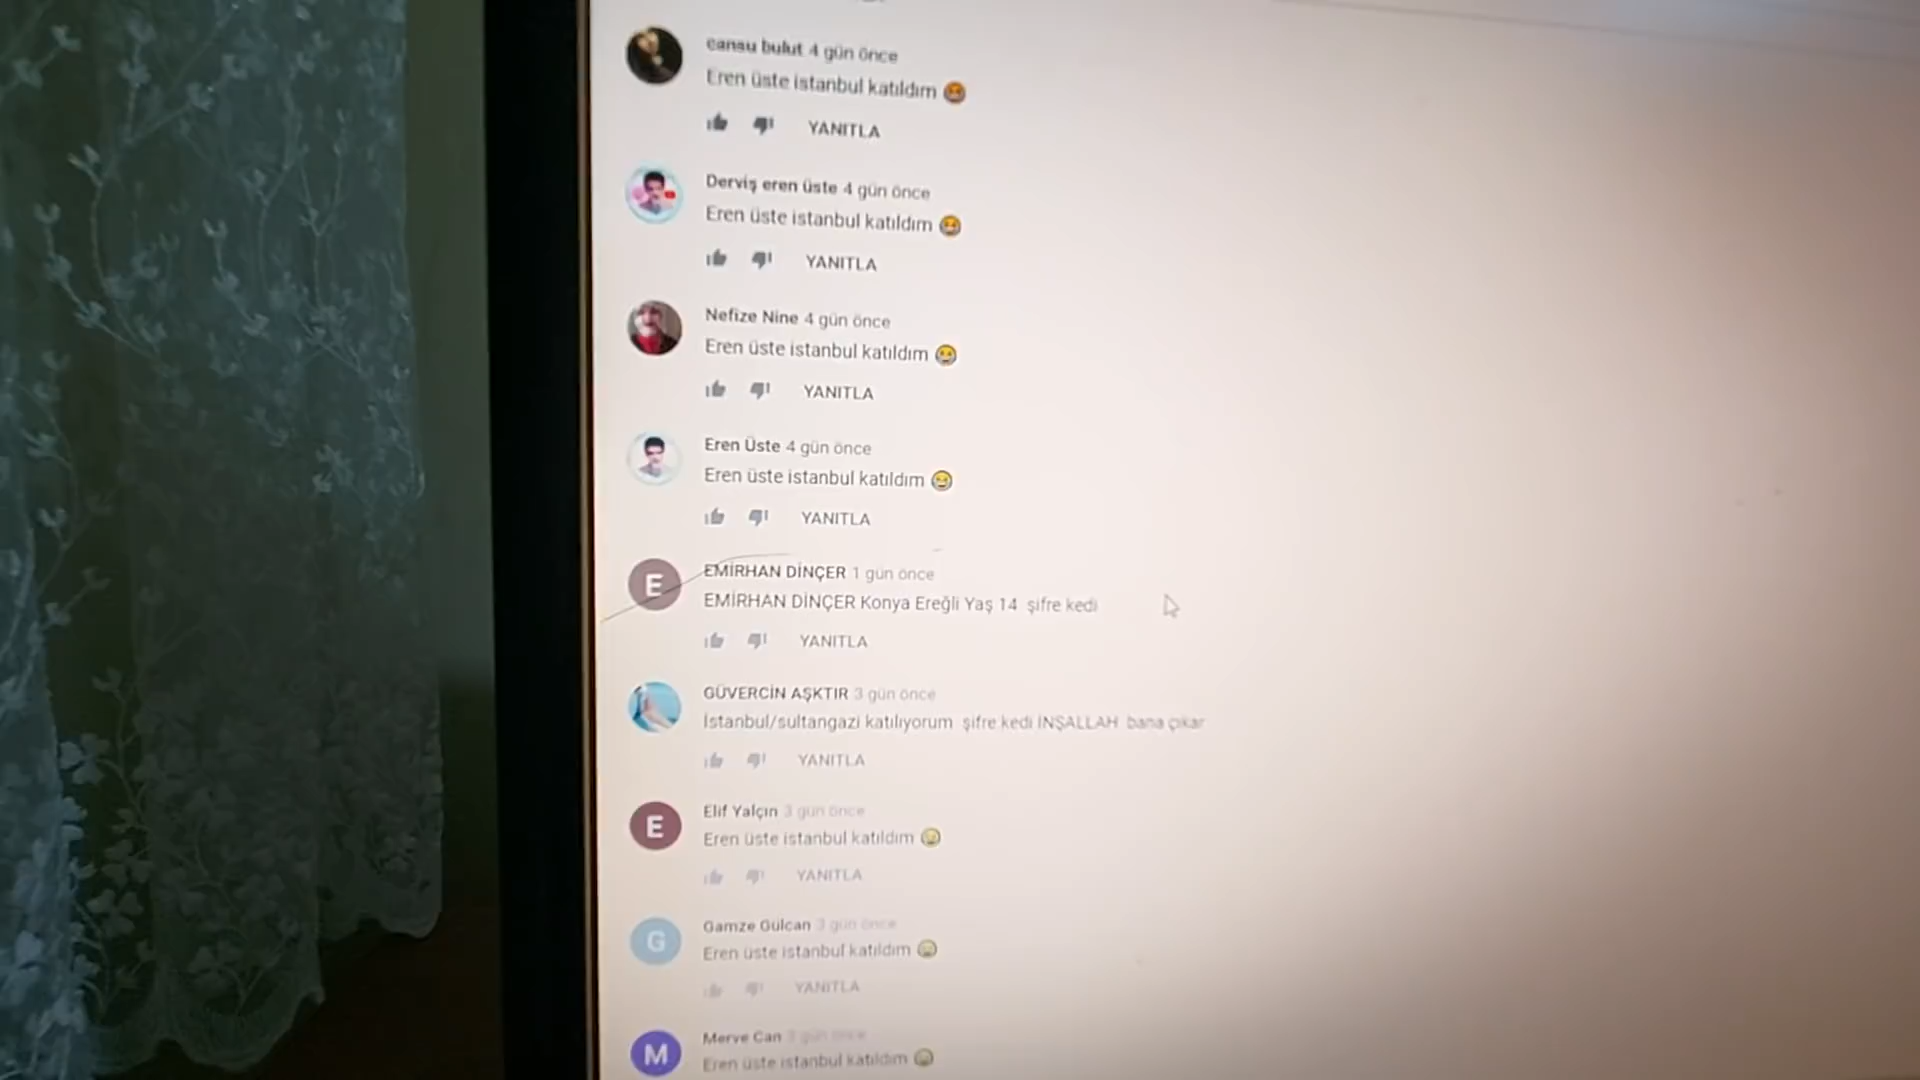 cansu bulut 4 gün önce
Eren üste istanbul katıldım
YANITLA
Derviş eren üste 4 gün önce
Eren üste istanbul katıldım
YANITLA
Nefize Nine 4 gün önce
Eren üste istanbul katıldım
YANITLA
Eren Üste 4 gün önce
Eren üste istanbul katıldım
YANITLA
E
EMİRHAN DİNÇER 1 gün önce
EMİRHAN DİNÇER Konya Ereğli Yaş 14 şifre kedi
YANITLA
GÜVERCİN AŞKTIR 3 gün önce
İstanbul/sultangazi katılıyorum şifre kedi İNŞALLAH bana çıkar
YANITLA
E
Elif Yalçın 3 gün önce
Eren üste istanbul katıldım
YANITLA
G
Gamze Gülcan 3 gün önce
Eren üste istanbul katıldım
YANITLA
M
Merve Can 3 gün önce
Eren üste istanbul katıldım